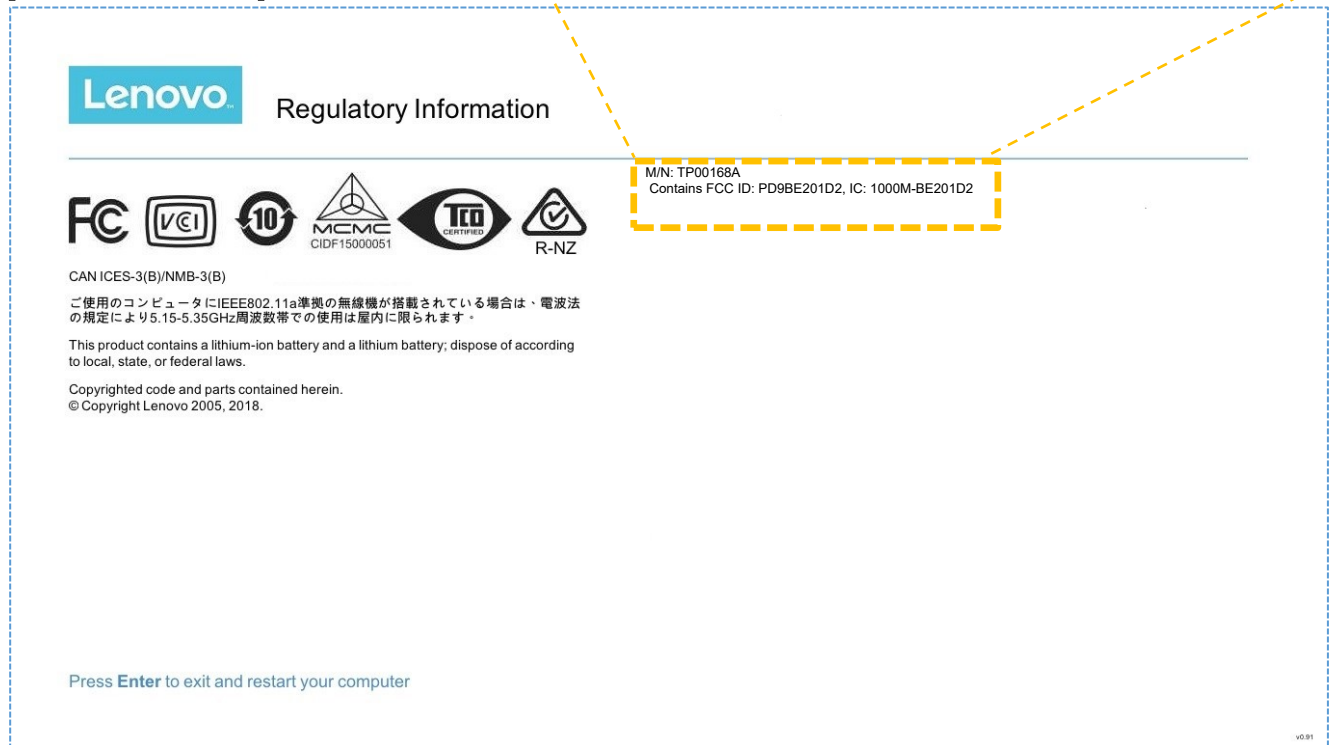 Lenovo
Regulatory Information
M/N: TP00168A
Contains FCC ID: PD9BE201D2, IC: 1000M-BE201D2
FC
VCI
10
MCMC
CIDF15000051
TCO
CERTIFIED
R-NZ
CAN ICES-3(B)/NMB-3(B)
ご使用のコンピュータにIEEE802.11a準拠の無線機が搭載されている場合は、電波法
の規定により5.15-5.35GHz周波数帯での使用は屋内に限られます。
This product contains a lithium-ion battery and a lithium battery; dispose of according
to local, state, or federal laws.
Copyrighted code and parts contained herein.
© Copyright Lenovo 2005, 2018.
Press Enter to exit and restart your computer
v0.91